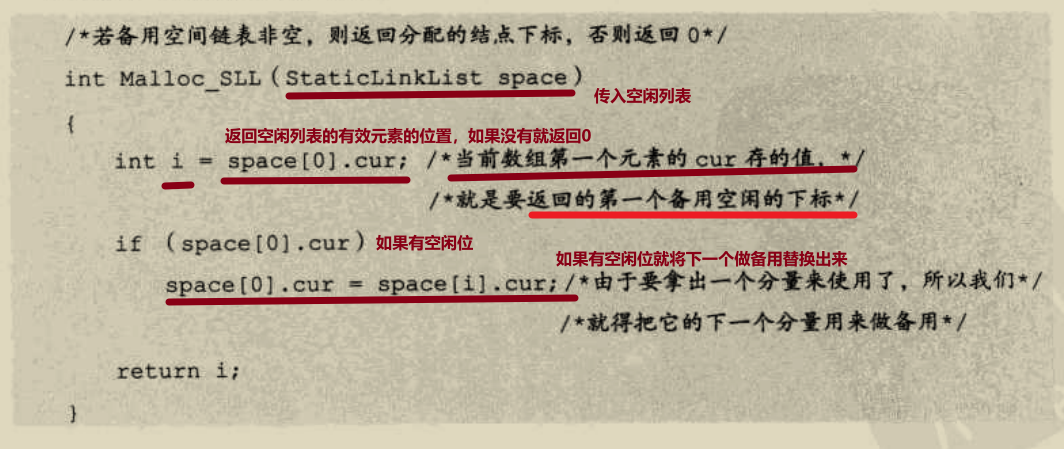 /*若备用空间链表非空，则返回分配的结点下标，否则返回0*/
int Malloc_SLL(StaticLinkList space)
传入空闲列表
{
返回空闲列表的有效元素的位置，如果没有就返回0
int i = space[0].cur; /*当前数组第一个元素的cur存的值，*/
/*就是要返回的第一个备用空闲的下标*/
if (space[0].cur) 如果有空闲位
如果有空闲位就将下一个做备用替换出来
space[0].cur = space[i].cur;/*由于要拿出一个分量来使用了，所以我们*/
/*就得把它的下一个分量用来做备用*/
return i;
}